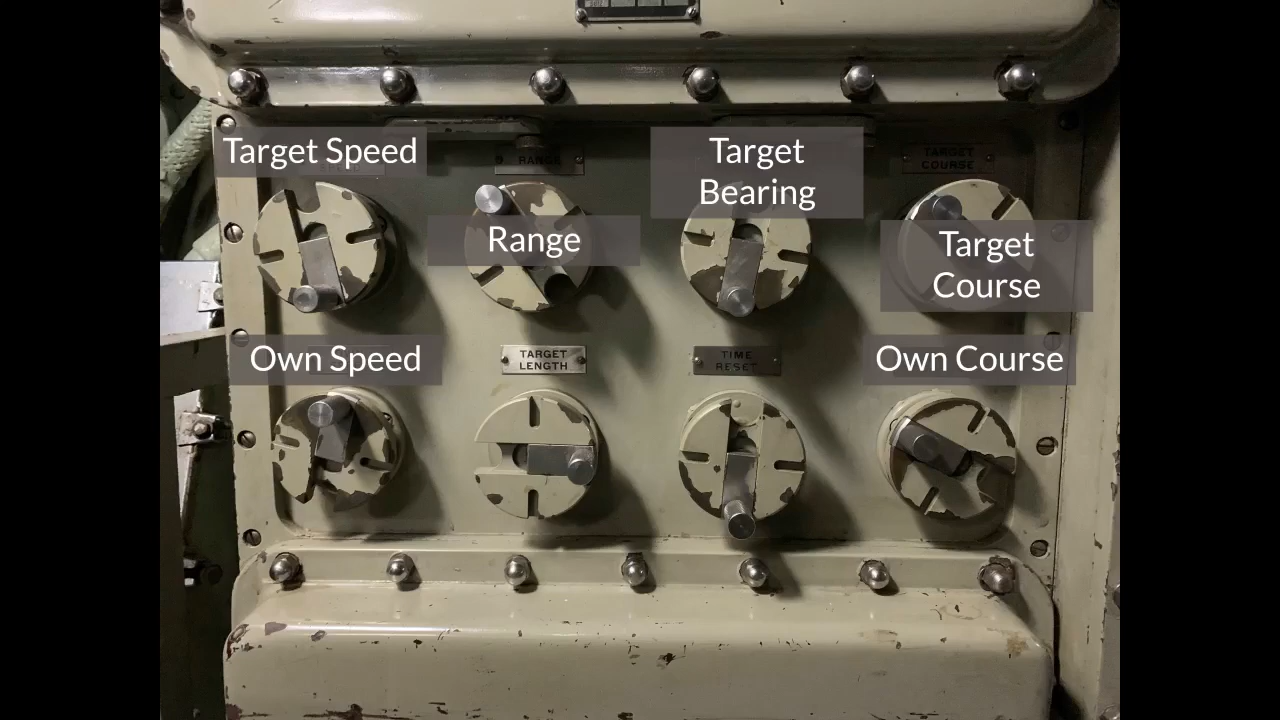 Target Speed
RANGE
Target
Bearing
TARGET
COURSE
Range
Target
Course
Own Speed
TARGET
LENGTH
TIME
RESET
Own Course